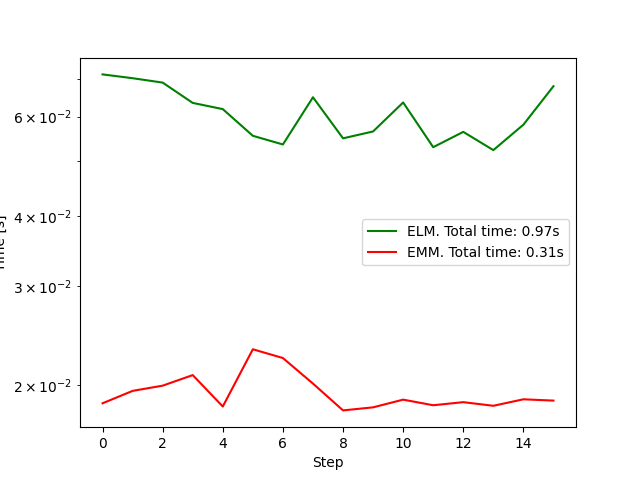 6 × 10⁻²
4 × 10⁻²
3 × 10⁻²
2 × 10⁻²
Time [s]
ELM. Total time: 0.97s
EMM. Total time: 0.31s
0 2 4 6 8 10 12 14
Step